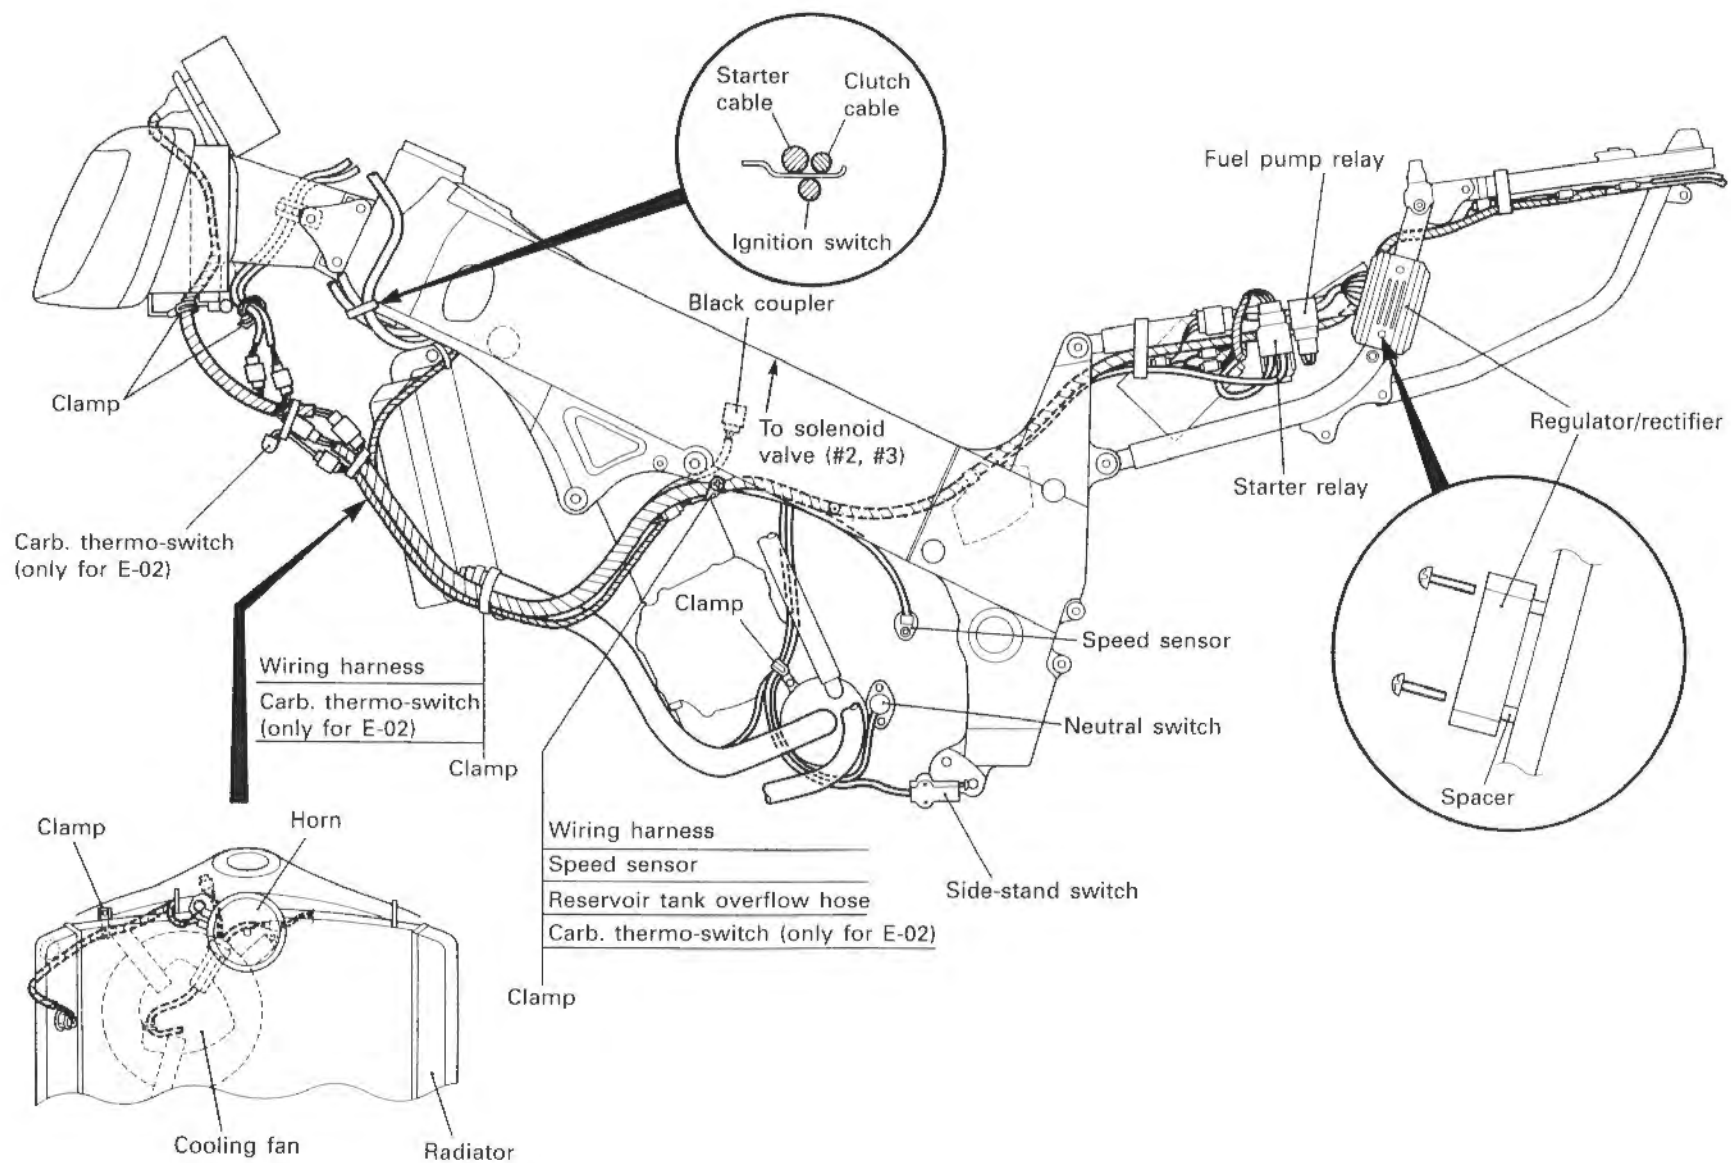 Starter
cable
Clutch
cable
Ignition switch
Fuel pump relay
Black coupler
Clamp
To solenoid
valve (#2, #3)
Regulator/rectifier
Starter relay
Carb. thermo-switch
(only for E-02)
Clamp
Speed sensor
Wiring harness
Carb. thermo-switch
(only for E-02)
Clamp
Neutral switch
Spacer
Clamp
Horn
Wiring harness
Speed sensor
Reservoir tank overflow hose
Carb. thermo-switch (only for E-02)
Clamp
Side-stand switch
Cooling fan
Radiator